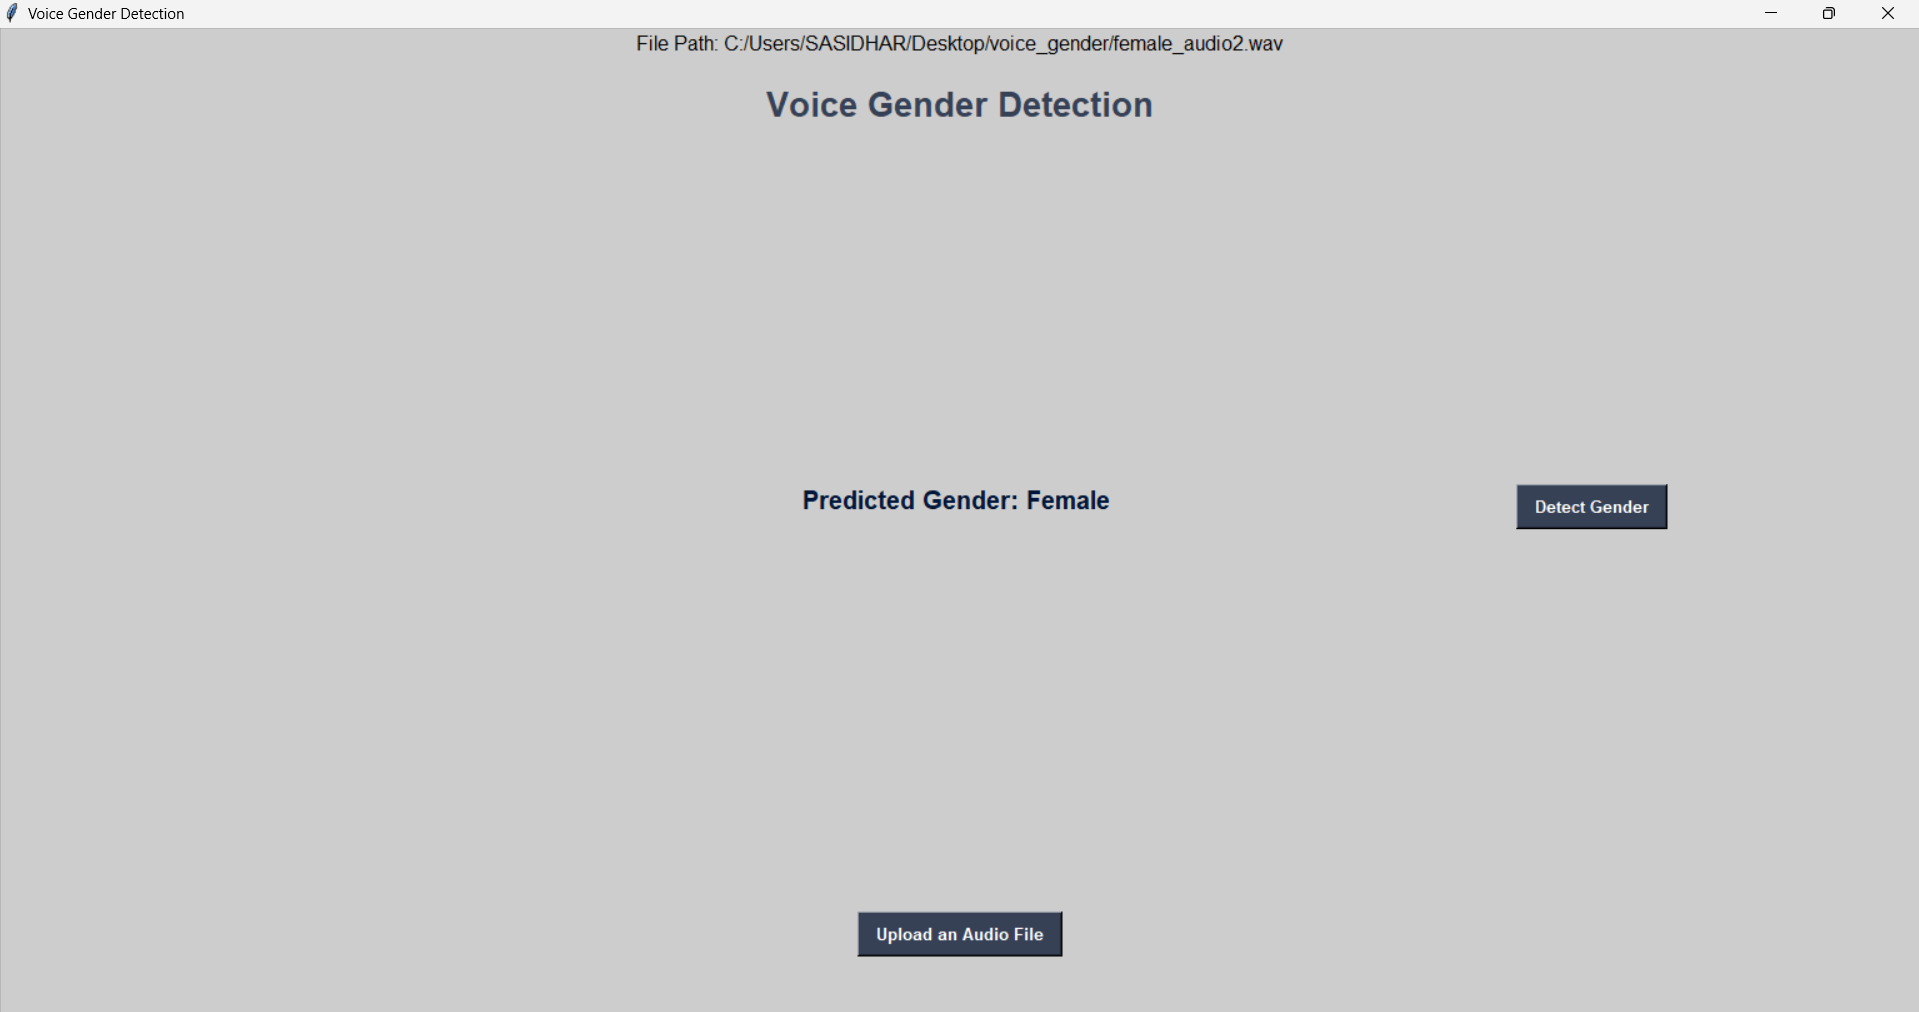 Voice Gender Detection
File Path: C:/Users/SASIDHAR/Desktop/voice_gender/female_audio2.wav
Voice Gender Detection
Predicted Gender: Female
Detect Gender
Upload an Audio File